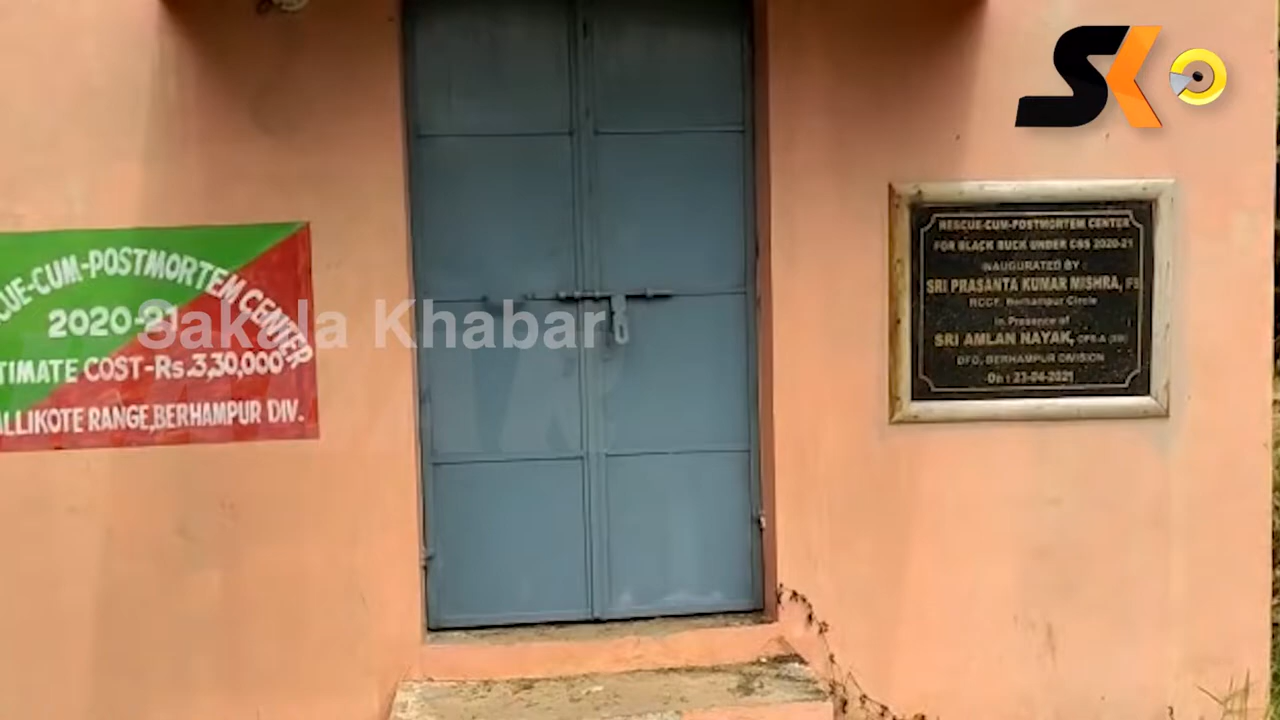 SK
CUE-CUM-POSTMORTEM CENTER
2020-21
TIMATE COST-Rs.3,30,000
ALLIKOTE RANGE,BERHAMPUR DIV.
Sakala Khabar
RESCUE-CUM-POSTMORTEM CENTER
FOR BLACK BUCK UNDER CSS 2020-21
INAUGURATED BY :
SRI PRASANTA KUMAR MISHRA, IFS
RCCF, Berhampur Circle
In Presence of
SRI AMLAN NAYAK,
DFO, BERHAMPUR DIVISION
On : 23-04-2021